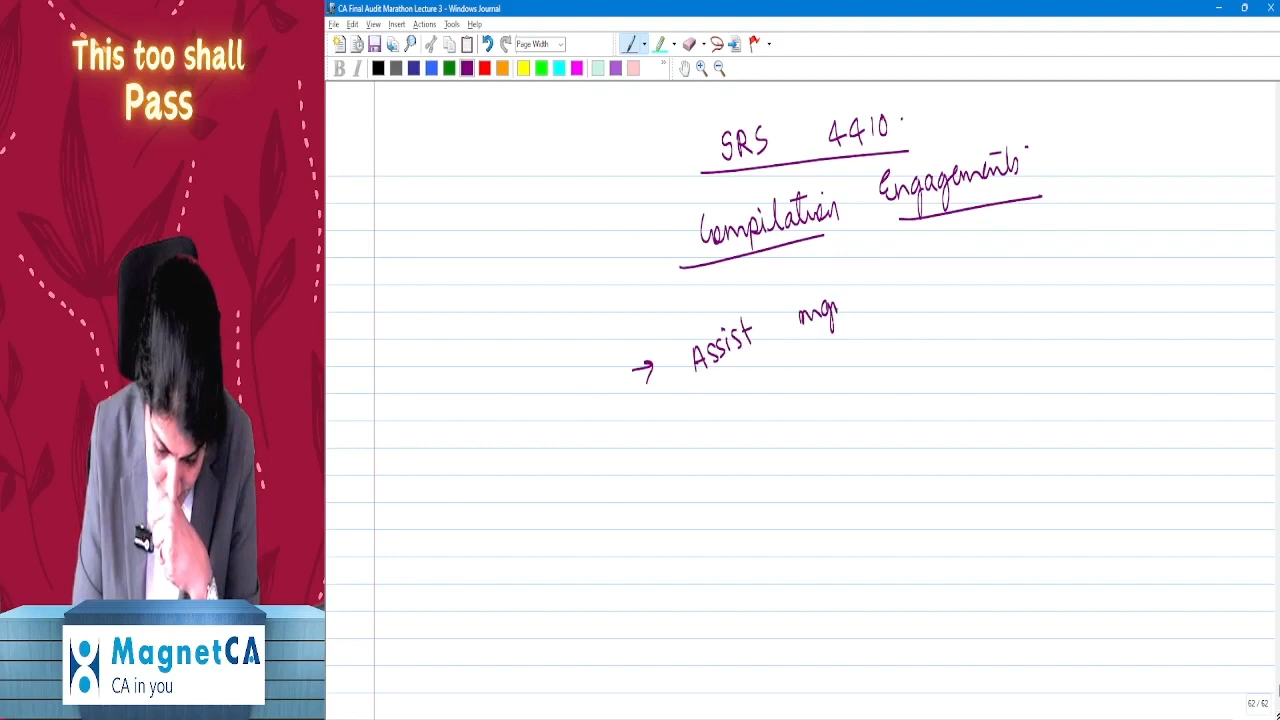 This too shall
Pass
MagnetCA
CA in you
CA Final Audit Marathon Lecture 3 - Windows Journal
File Edit View Insert Actions Tools Help
Page Width
B I
SRS 4410.
Compilation Engagements
→ Assist mgn
62 / 62